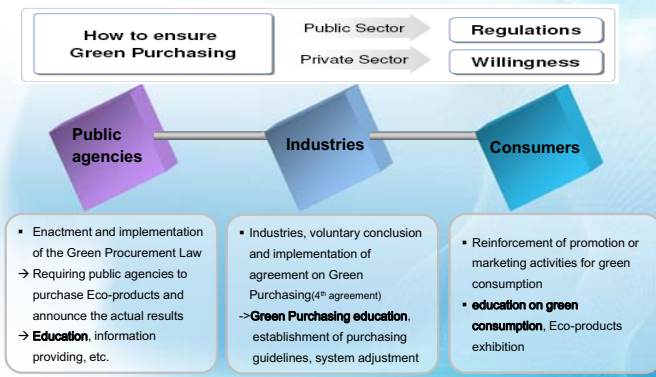 How to ensure
Green Purchasing
Public Sector
Regulations
Private Sector
Willingness
Public
agencies
Industries
Consumers
▪ Enactment and implementation
of the Green Procurement Law
→ Requiring public agencies to
purchase Eco-products and
announce the actual results
→ Education, information
providing, etc.
▪ Industries, voluntary conclusion
and implementation of
agreement on Green
Purchasing(4th agreement)
->Green Purchasing education,
establishment of purchasing
guidelines, system adjustment
▪ Reinforcement of promotion or
marketing activities for green
consumption
▪ education on green
consumption, Eco-products
exhibition